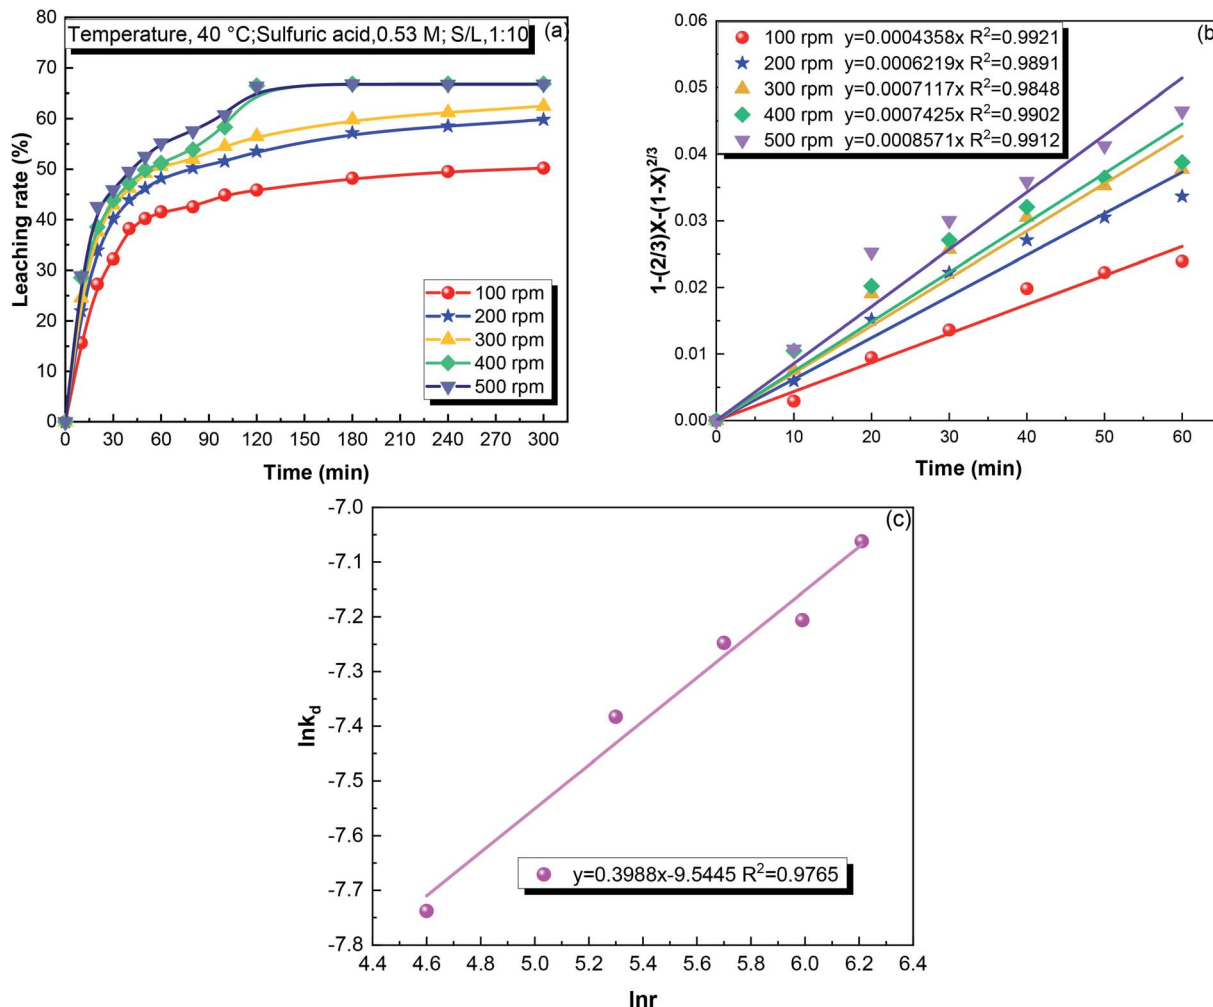 Temperature, 40 °C;Sulfuric acid,0.53 M; S/L,1:10
(a)
80
70
60
50
40
30
20
10
0
Leaching rate (%)
100 rpm
200 rpm
300 rpm
400 rpm
500 rpm
0 30 60 90 120 150 180 210 240 270 300
Time (min)
(b)
0.06
0.05
0.04
0.03
0.02
0.01
0.00
1-(2/3)X-(1-X)^2/3
100 rpm y=0.0004358x R^2=0.9921
200 rpm y=0.0006219x R^2=0.9891
300 rpm y=0.0007117x R^2=0.9848
400 rpm y=0.0007425x R^2=0.9902
500 rpm y=0.0008571x R^2=0.9912
0 10 20 30 40 50 60
Time (min)
(c)
-7.0
-7.1
-7.2
-7.3
-7.4
-7.5
-7.6
-7.7
-7.8
lnk_d
y=0.3988x-9.5445 R^2=0.9765
4.4 4.6 4.8 5.0 5.2 5.4 5.6 5.8 6.0 6.2 6.4
lnr